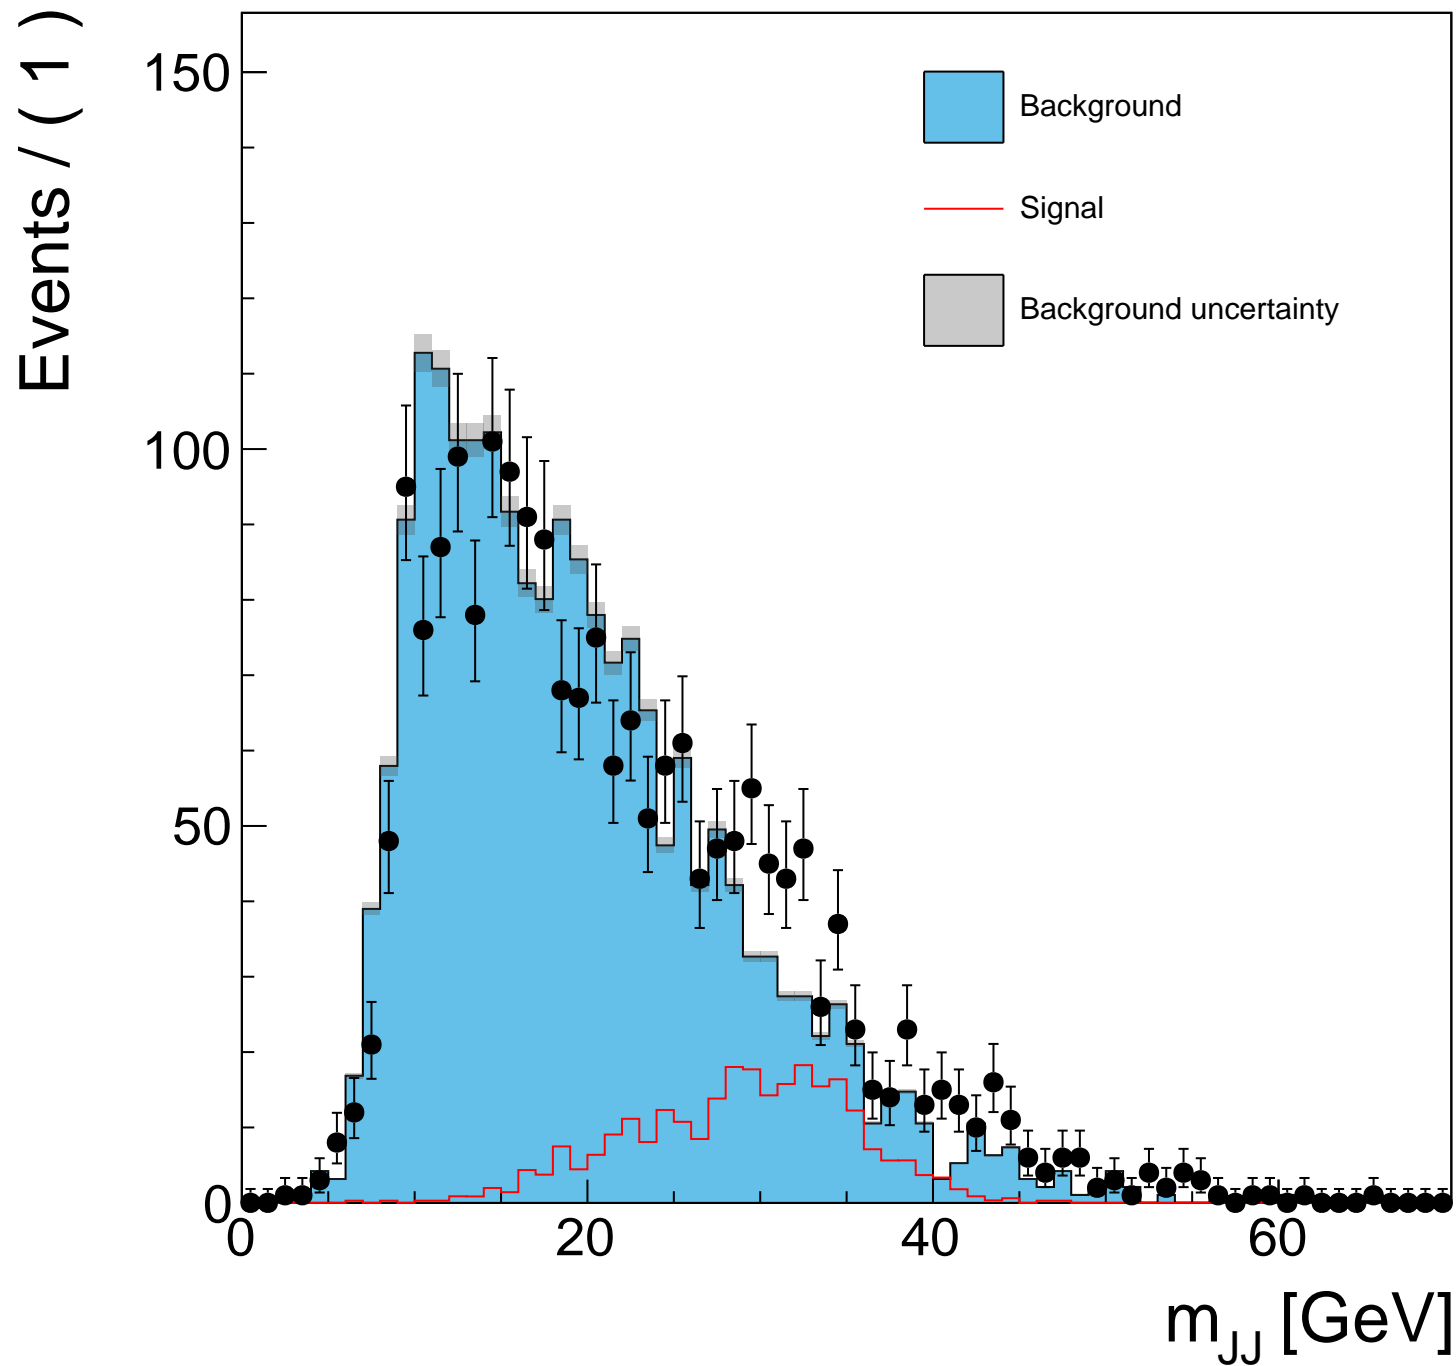 Events / ( 1 )
150
100
50
0
Background
Signal
Background uncertainty
0 20 40 60
m_JJ [GeV]